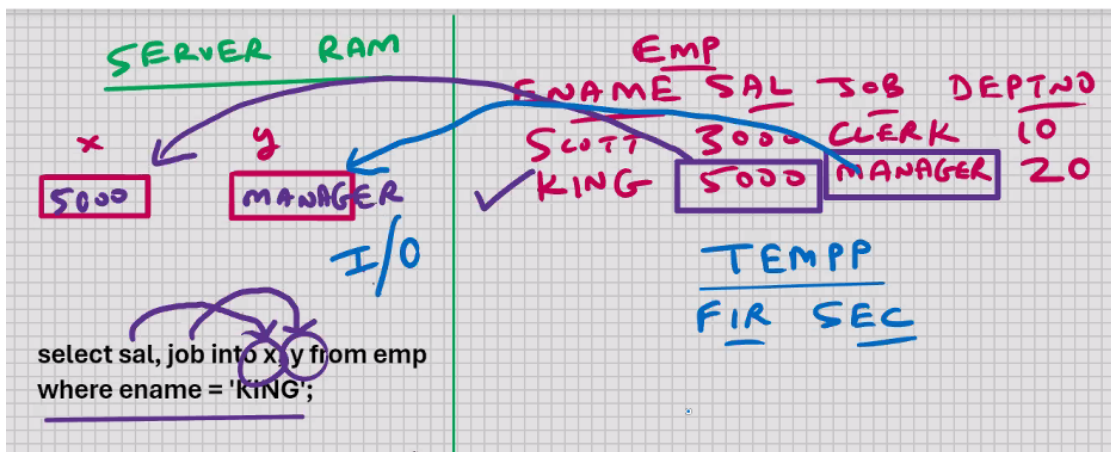 SERVER RAM
x y
5000 MANAGER
I/O
select sal, job into x, y from emp
where ename = 'KING';
Emp
ENAME SAL JOB DEPTNO
SCOTT 3000 CLERK 10
KING 5000 MANAGER 20
TEMPP
FIR SEC